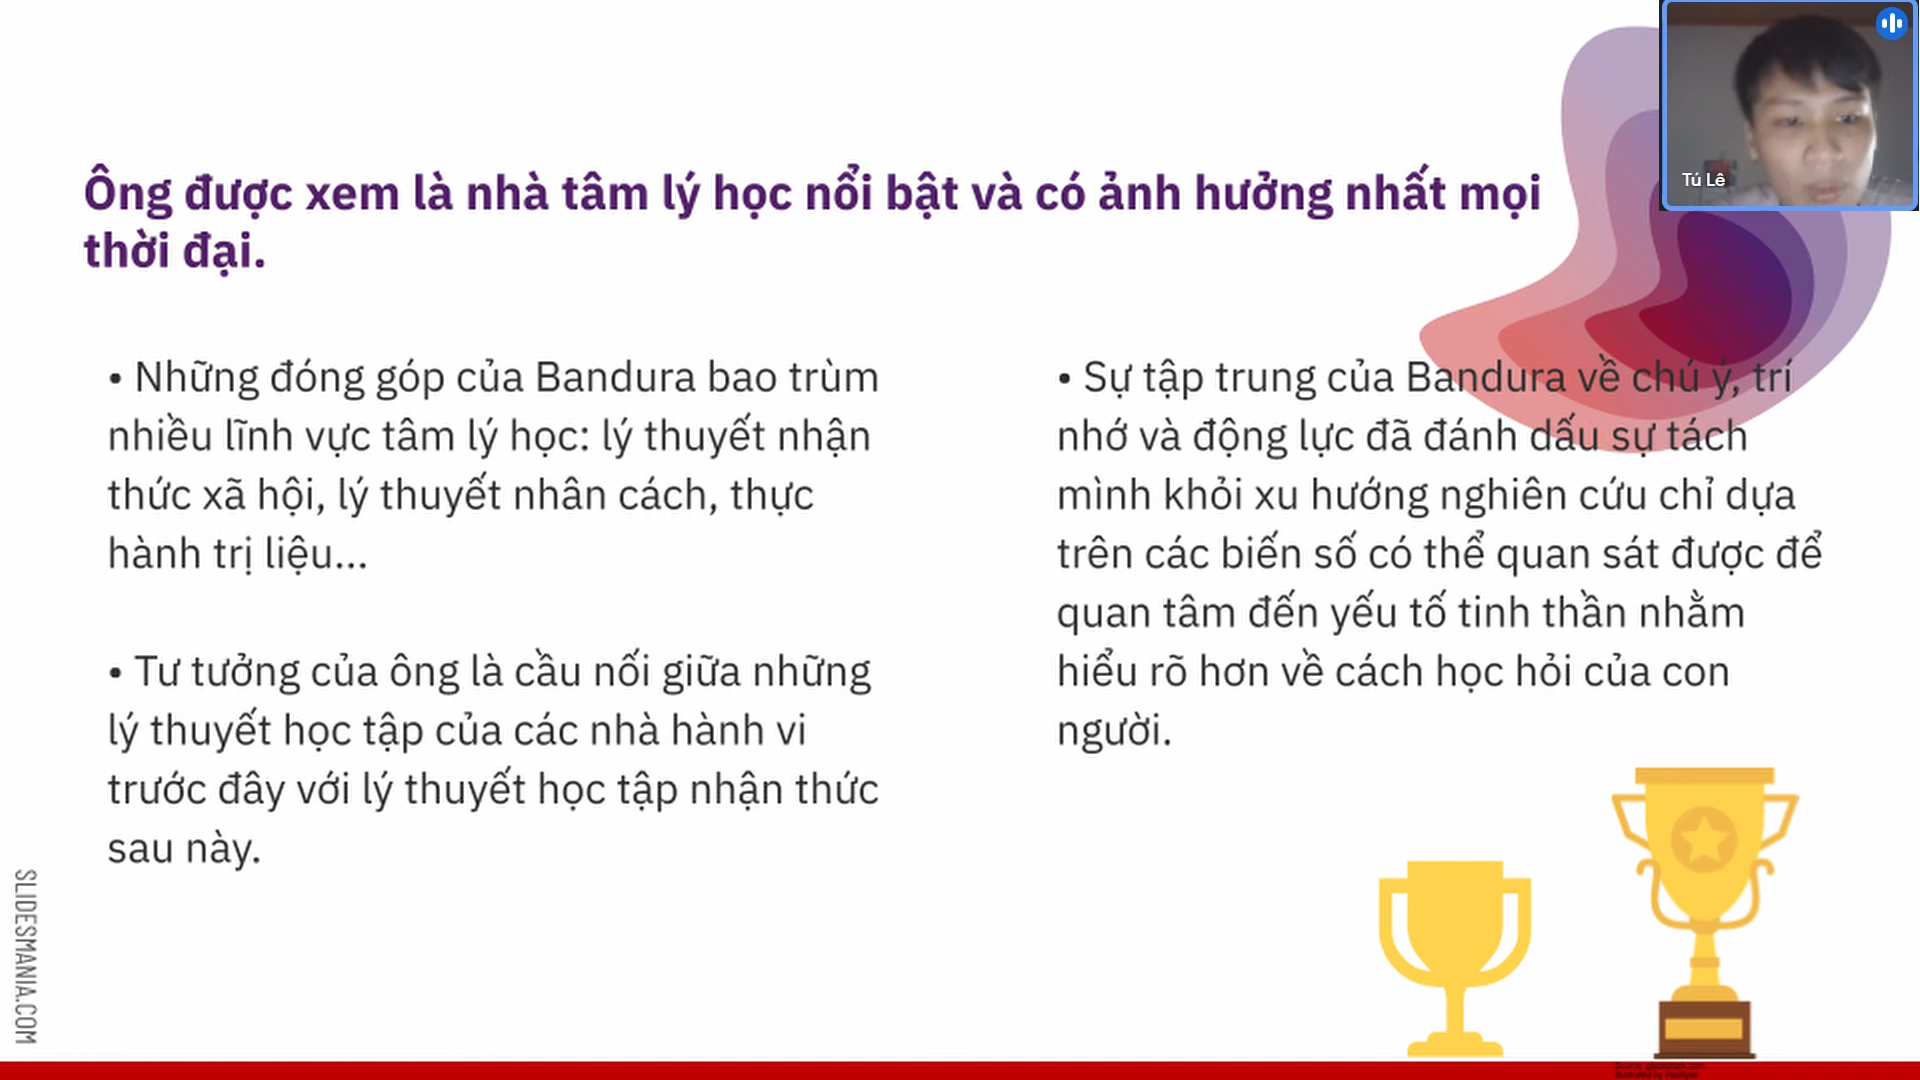 Ông được xem là nhà tâm lý học nổi bật và có ảnh hưởng nhất mọi
thời đại.
• Những đóng góp của Bandura bao trùm
nhiều lĩnh vực tâm lý học: lý thuyết nhận
thức xã hội, lý thuyết nhân cách, thực
hành trị liệu...
• Tư tưởng của ông là cầu nối giữa những
lý thuyết học tập của các nhà hành vi
trước đây với lý thuyết học tập nhận thức
sau này.
• Sự tập trung của Bandura về chú ý, trí
nhớ và động lực đã đánh dấu sự tách
mình khỏi xu hướng nghiên cứu chỉ dựa
trên các biến số có thể quan sát được để
quan tâm đến yếu tố tinh thần nhằm
hiểu rõ hơn về cách học hỏi của con
người.
Tú Lê
SLIDESMANIA.COM